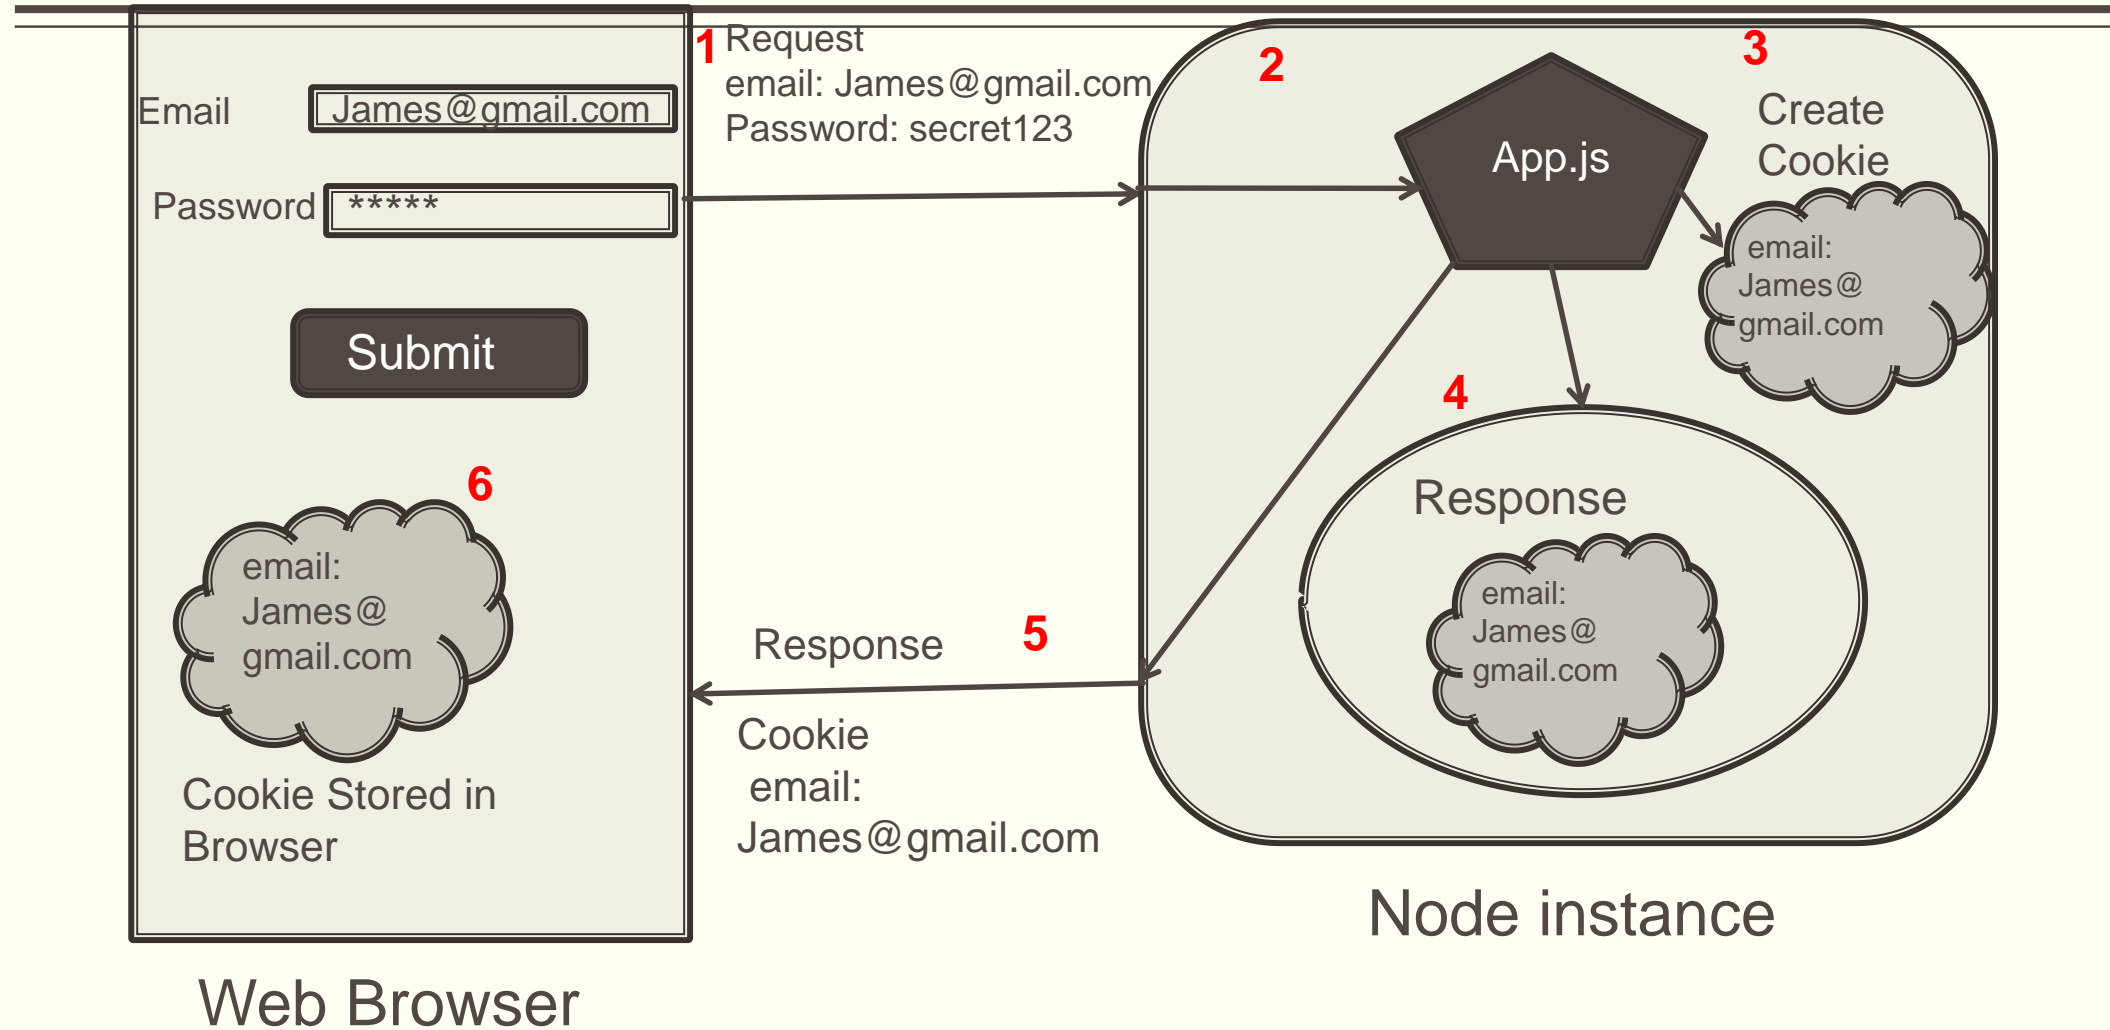 Email
James@gmail.com
Password
*****
Submit
6
email:
James@
gmail.com
Cookie Stored in
Browser
Web Browser
1
Request
email: James@gmail.com
Password: secret123
2
App.js
3
Create
Cookie
email:
James@
gmail.com
4
Response
email:
James@
gmail.com
5
Response
Cookie
email:
James@gmail.com
Node instance